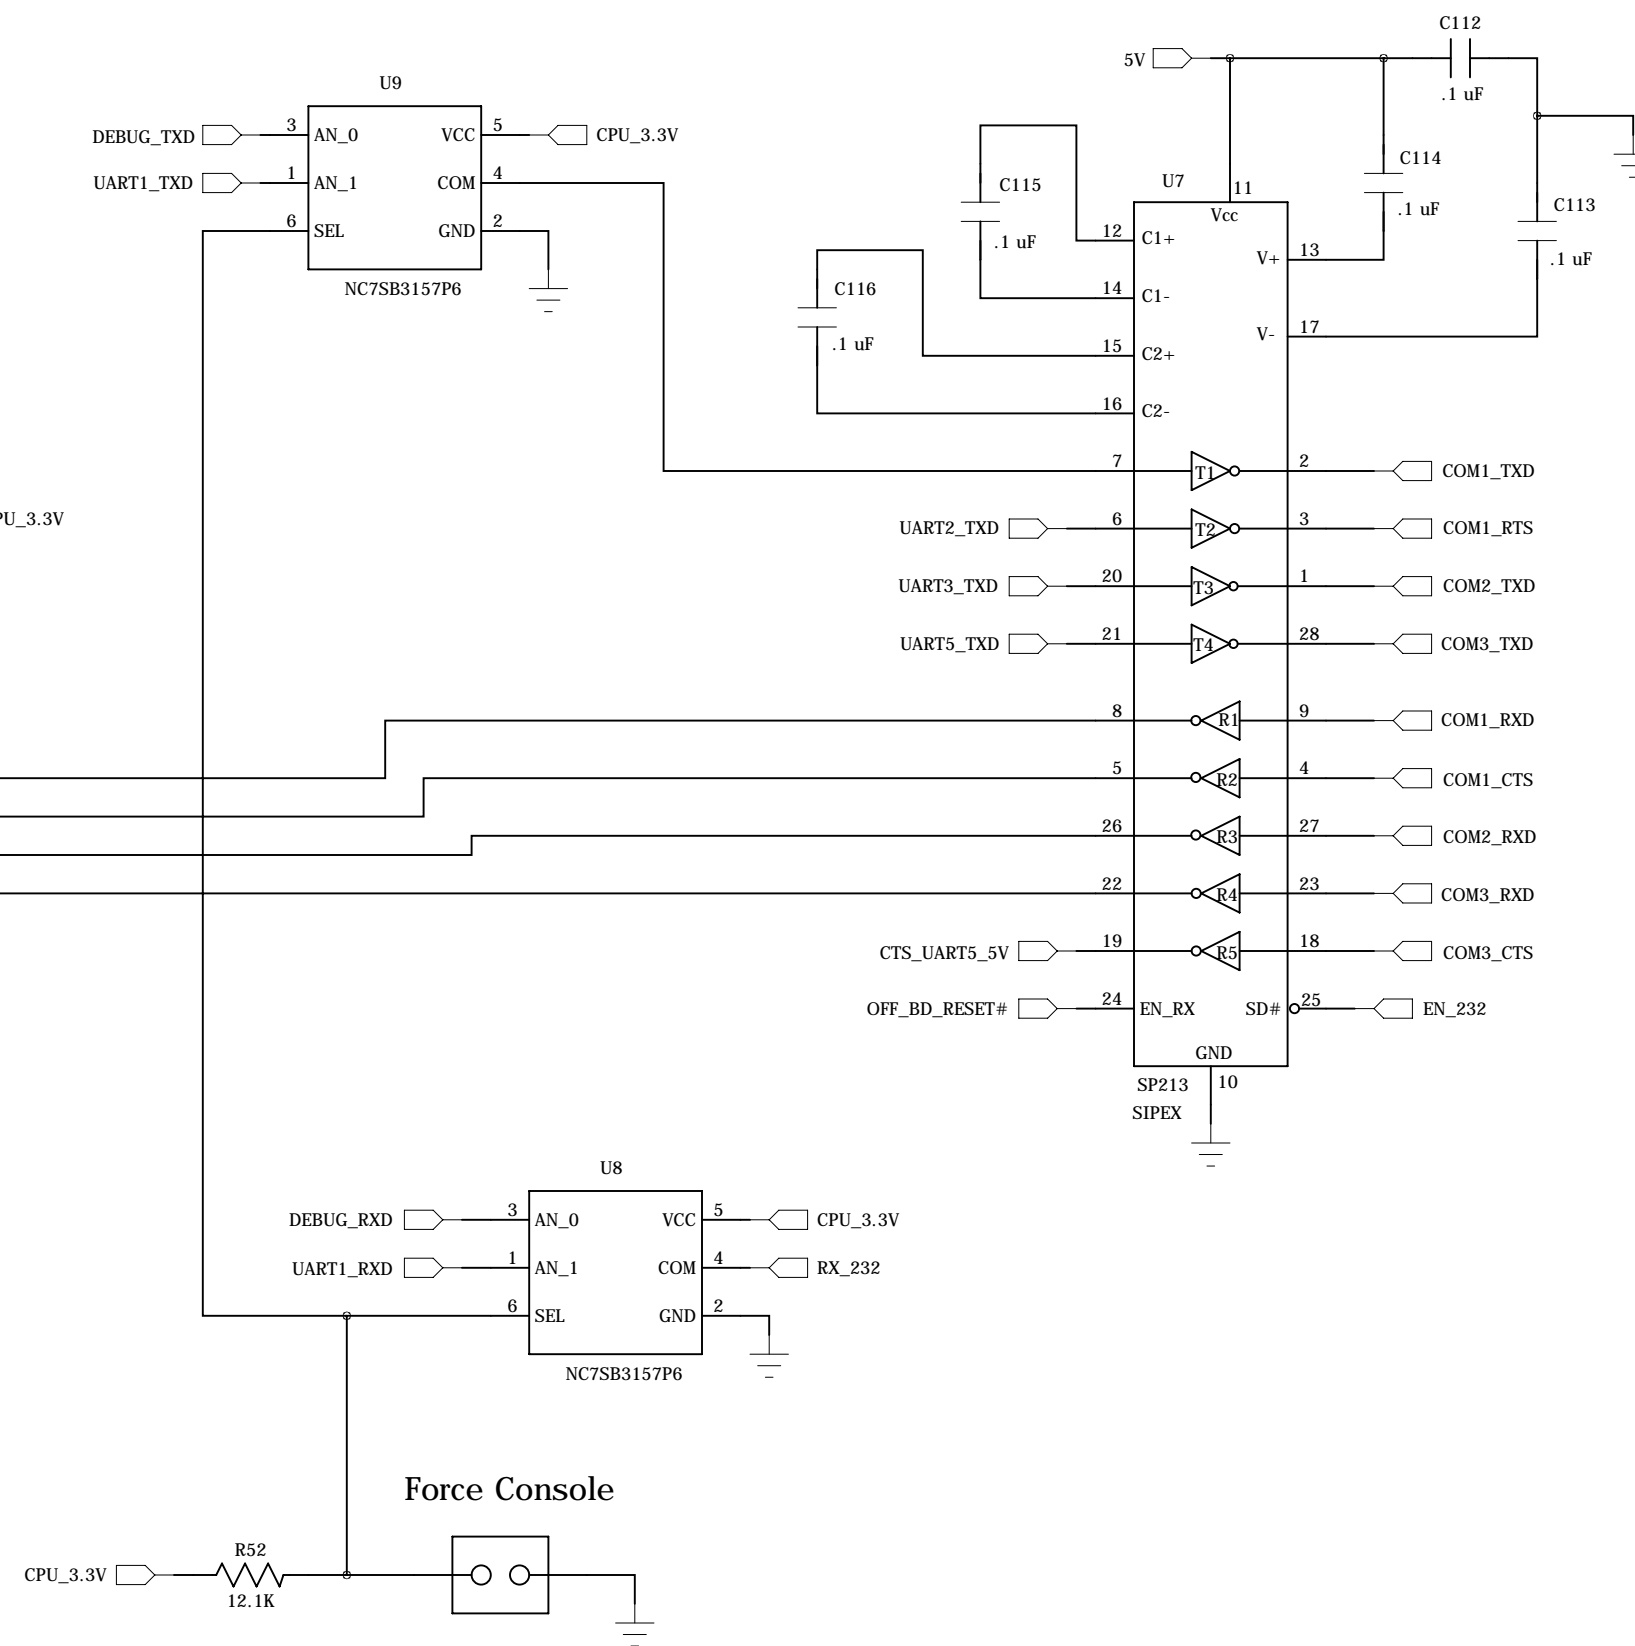 C112
5V
.1 uF
U9
DEBUG_TXD 3 AN_0 VCC 5 CPU_3.3V
UART1_TXD 1 AN_1 COM 4
6 SEL GND 2
NC7SB3157P6
C114
.1 uF
C115
.1 uF
U7
11
Vcc
C113
.1 uF
12 C1+
V+ 13
C116
.1 uF
14 C1-
V- 17
15 C2+
16 C2-
7 T1 2 COM1_TXD
PU_3.3V
UART2_TXD 6 T2 3 COM1_RTS
UART3_TXD 20 T3 1 COM2_TXD
UART5_TXD 21 T4 28 COM3_TXD
8 R1 9 COM1_RXD
5 R2 4 COM1_CTS
26 R3 27 COM2_RXD
22 R4 23 COM3_RXD
CTS_UART5_5V 19 R5 18 COM3_CTS
OFF_BD_RESET# 24 EN_RX SD# 25 EN_232
GND
SP213 10
SIPEX
U8
DEBUG_RXD 3 AN_0 VCC 5 CPU_3.3V
UART1_RXD 1 AN_1 COM 4 RX_232
6 SEL GND 2
NC7SB3157P6
Force Console
R52
CPU_3.3V
12.1K